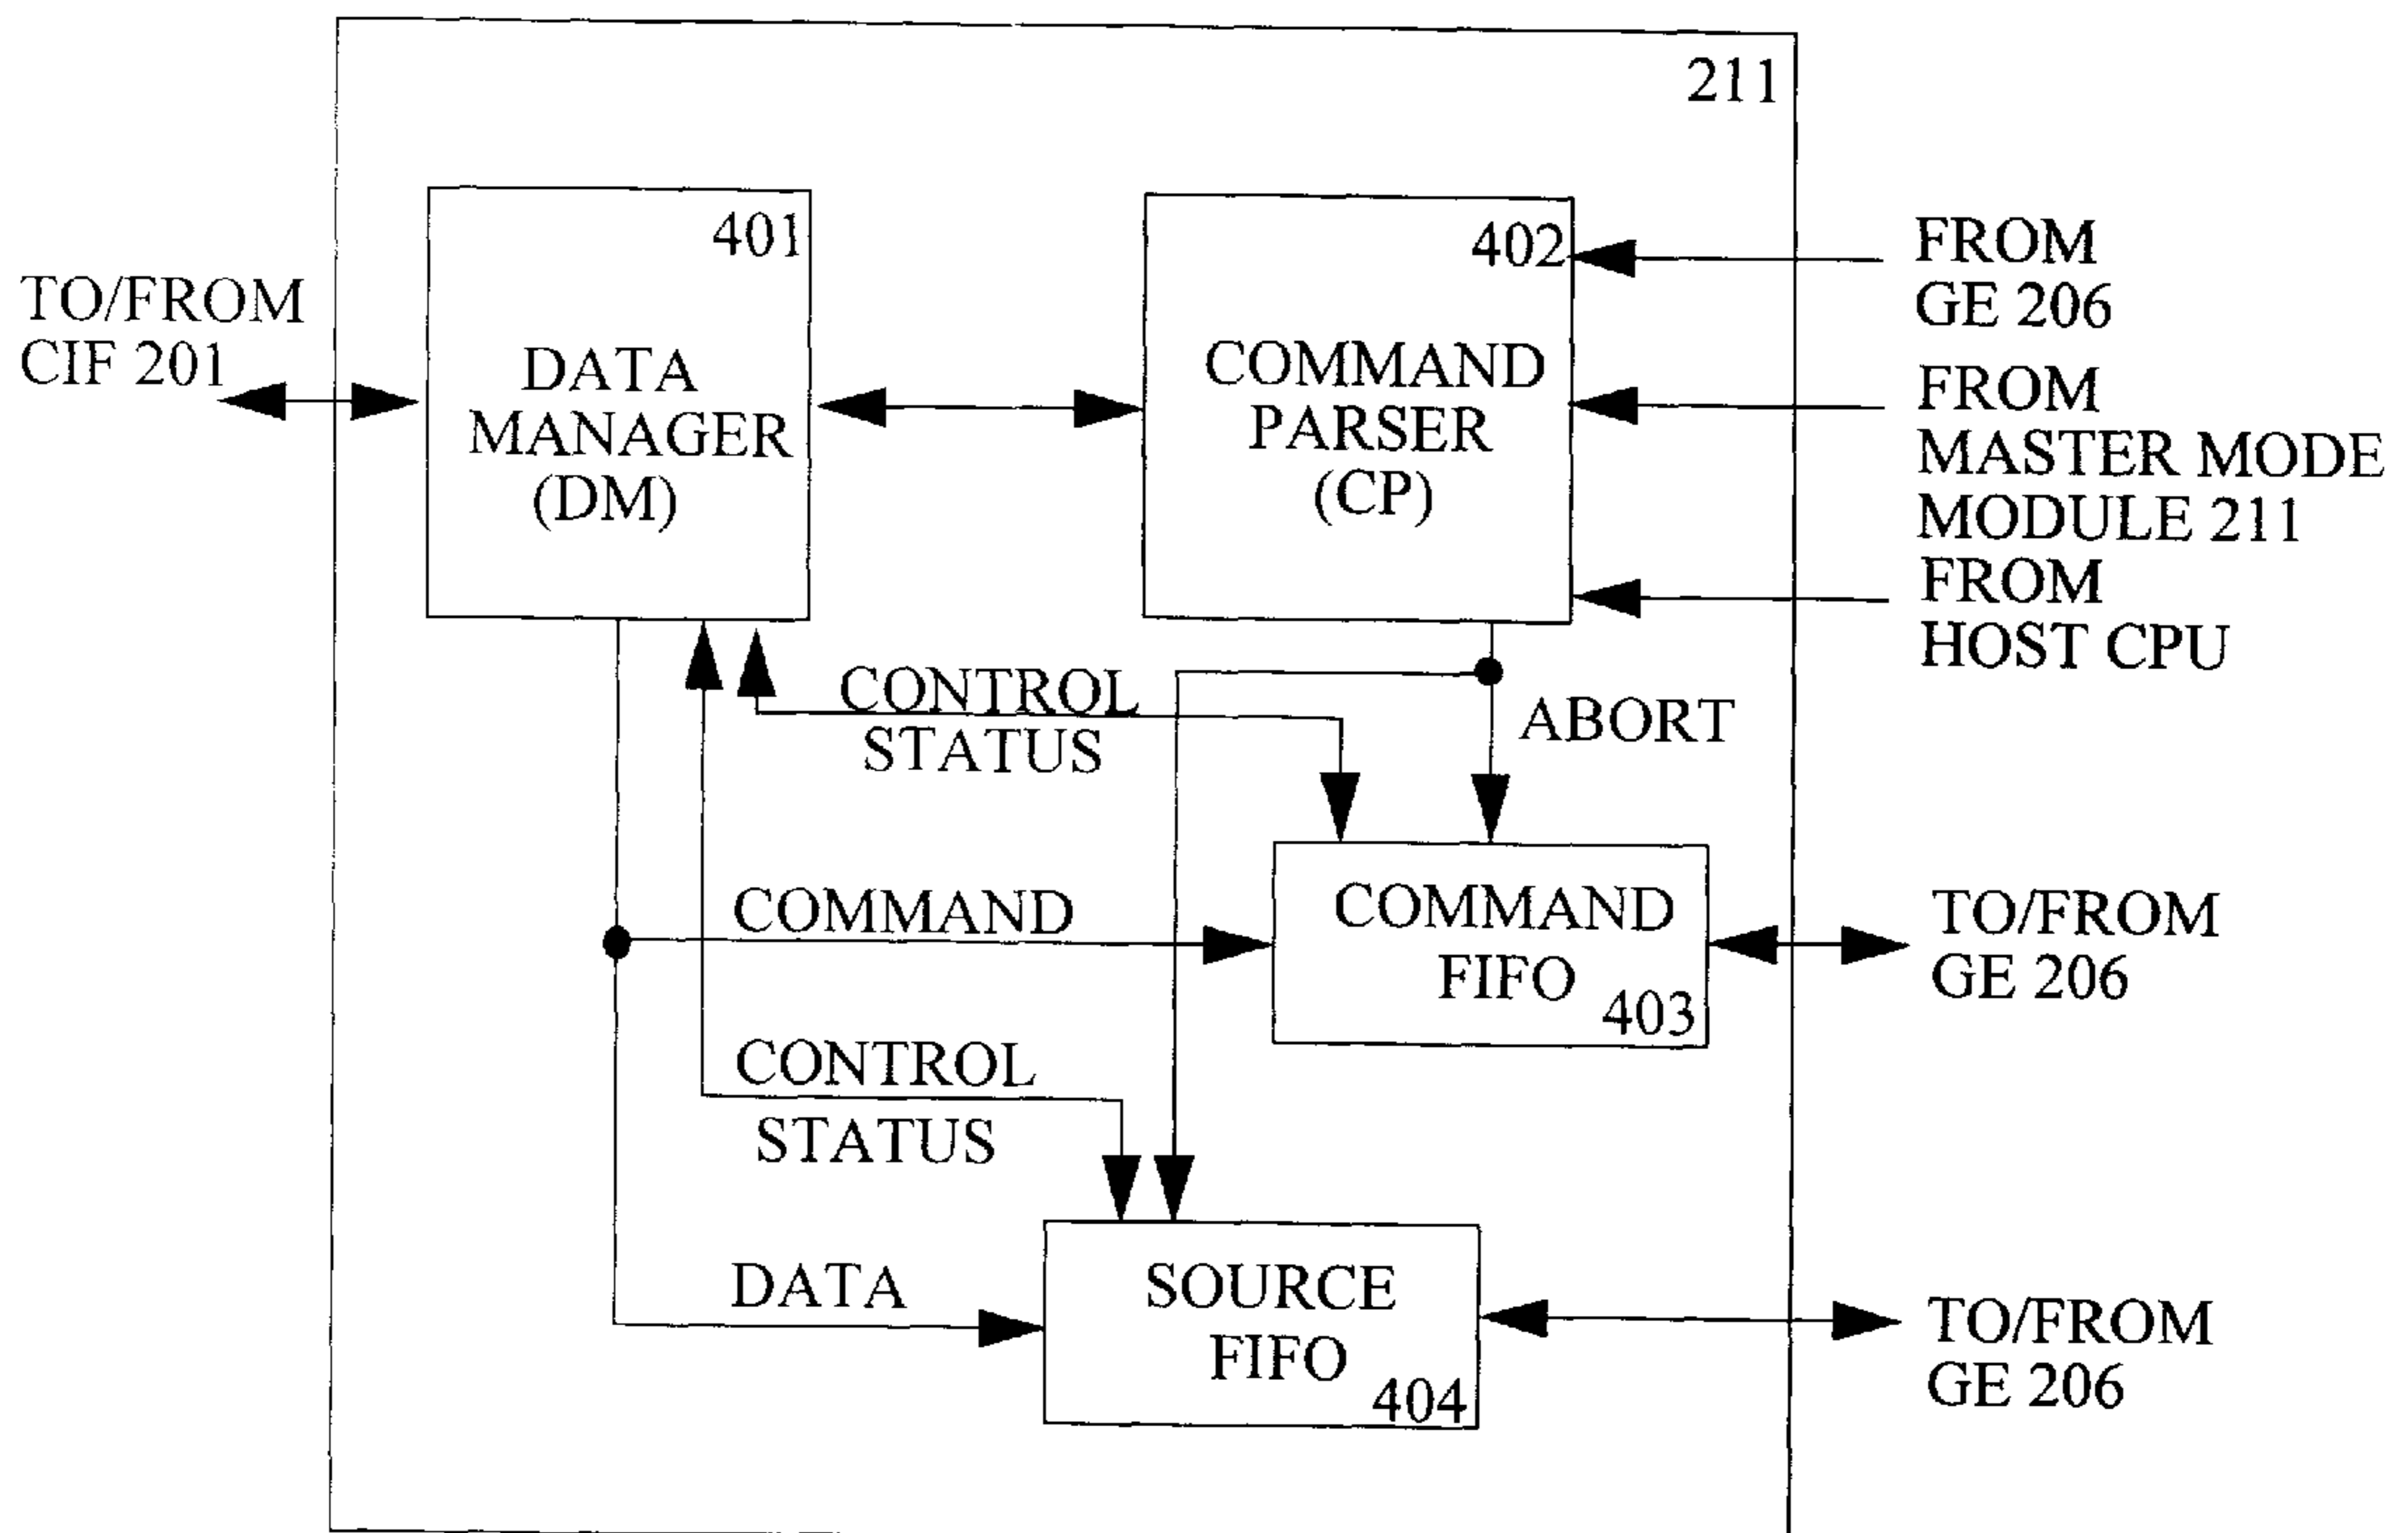 211
401
402
FROM
GE 206
TO/FROM
CIF 201
DATA
MANAGER
(DM)
COMMAND
PARSER
(CP)
FROM
MASTER MODE
MODULE 211
FROM
HOST CPU
CONTROL
STATUS
ABORT
COMMAND
COMMAND
FIFO
403
TO/FROM
GE 206
CONTROL
STATUS
DATA
SOURCE
FIFO
404
TO/FROM
GE 206